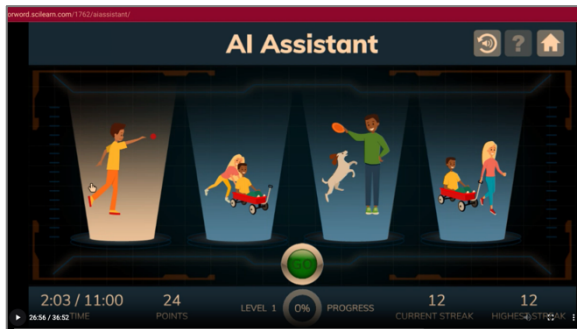 orword.scilearn.com/1762/aiassistant/
AI Assistant
?
GO
2:03 / 11:00
TIME
24
POINTS
LEVEL 1
0%
PROGRESS
12
CURRENT STREAK
12
HIGHEST STREAK
26:56 / 36:52